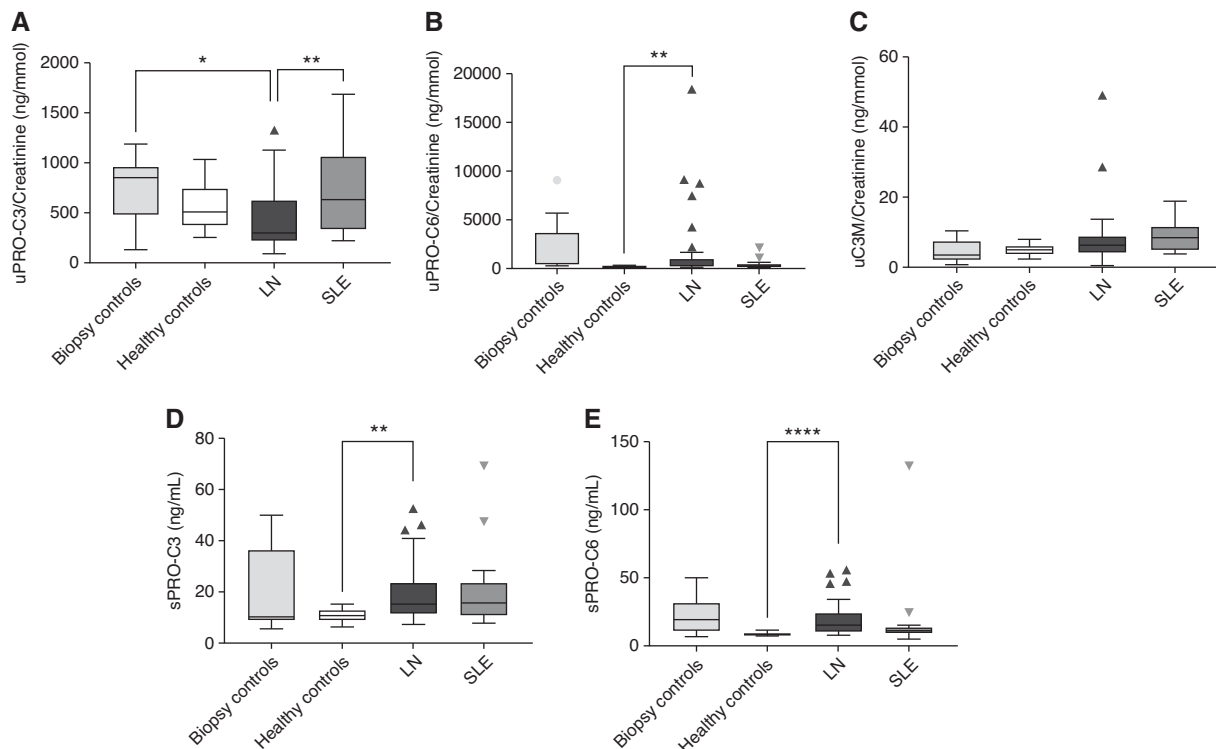 A
uPRO-C3/Creatinine (ng/mmol)
2000
1500
1000
500
0
*
**
Biopsy controls
Healthy controls
LN
SLE
B
uPRO-C6/Creatinine (ng/mmol)
20000
15000
10000
5000
0
**
Biopsy controls
Healthy controls
LN
SLE
C
uC3M/Creatinine (ng/mmol)
60
40
20
0
Biopsy controls
Healthy controls
LN
SLE
D
sPRO-C3 (ng/mL)
80
60
40
20
0
**
Biopsy controls
Healthy controls
LN
SLE
E
sPRO-C6 (ng/mL)
150
100
50
0
****
Biopsy controls
Healthy controls
LN
SLE